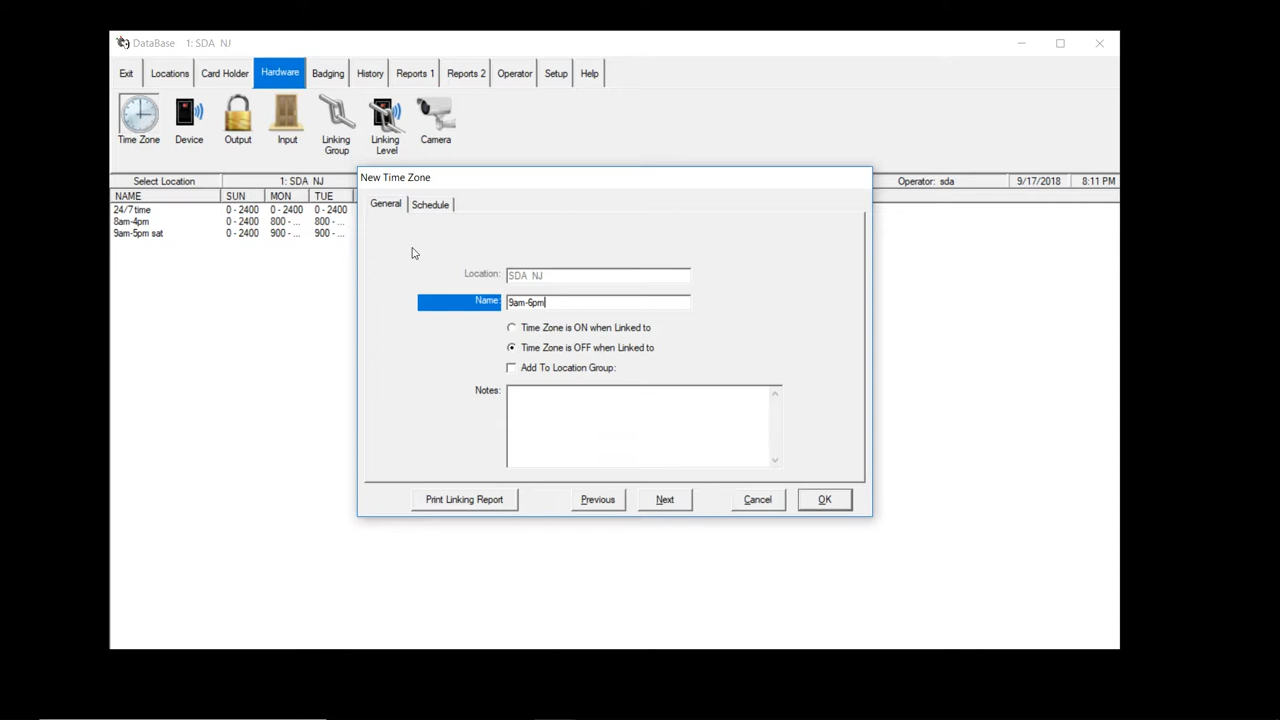 DataBase 1: SDA NJ
Exit Locations Card Holder Hardware Badging History Reports 1 Reports 2 Operator Setup Help
Time Zone Device Output Input Linking Group Linking Level Camera
Select Location 1: SDA NJ Operator: sda 9/17/2018 8:11 PM
NAME SUN MON TUE
24/7 time 0 - 2400 0 - 2400 0 - 2400
8am-4pm 0 - 2400 800 - ... 800 - ...
9am-5pm sat 0 - 2400 900 - ... 900 - ...
New Time Zone
General Schedule
Location: SDA NJ
Name: 9am-6pm
Time Zone is ON when Linked to
Time Zone is OFF when Linked to
Add To Location Group:
Notes:
Print Linking Report Previous Next Cancel OK